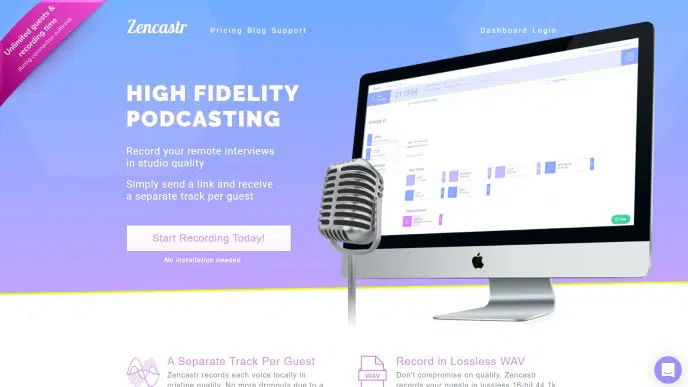 Unlimited guests &
recording time
during coronavirus outbreak
Zencastr
Pricing Blog Support
Dashboard Login
HIGH FIDELITY
PODCASTING
Record your remote interviews
in studio quality
Simply send a link and receive
a separate track per guest
Start Recording Today!
No installation needed
A Separate Track Per Guest
Zencastr records each voice locally in
pristine quality. No more dropouts due to a
WAV
Record in Lossless WAV
Don't compromise on quality. Zencastr
records your guests in lossless 16-bit 44.1k